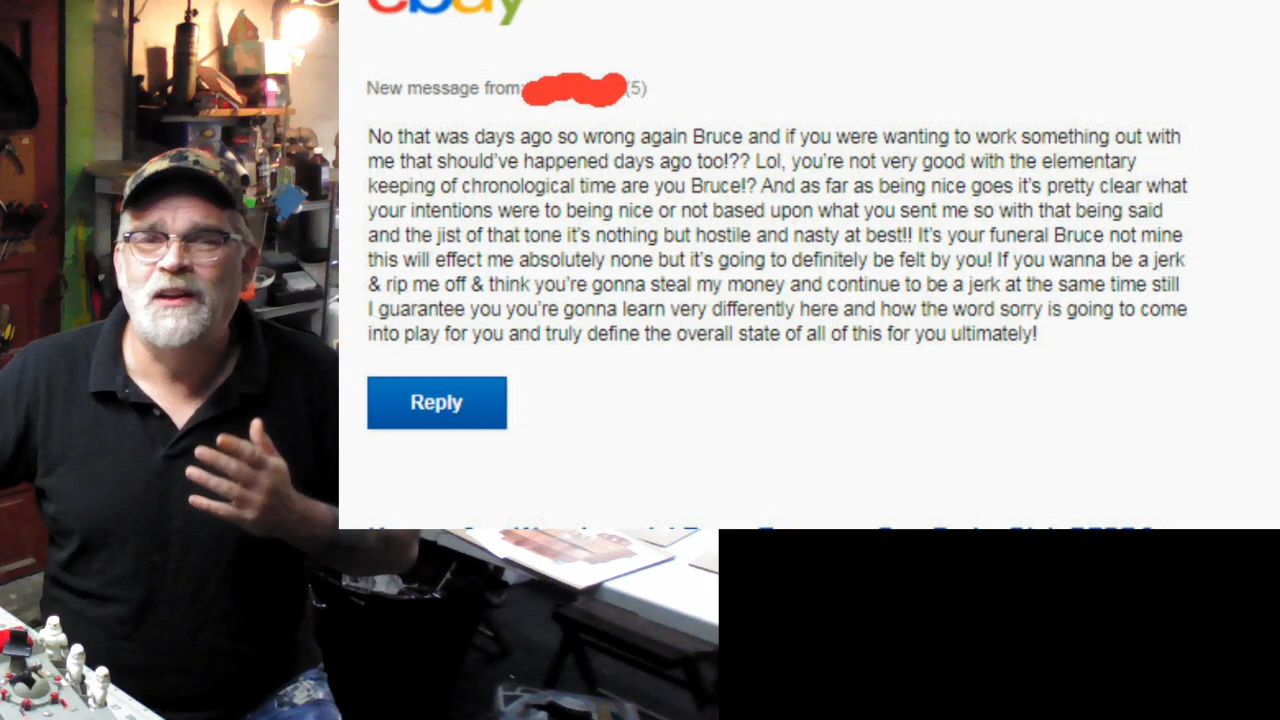 ebay
New message from: (5)
No that was days ago so wrong again Bruce and if you were wanting to work something out with
me that should've happened days ago too!?? Lol, you're not very good with the elementary
keeping of chronological time are you Bruce!? And as far as being nice goes it's pretty clear what
your intentions were to being nice or not based upon what you sent me so with that being said
and the jist of that tone it's nothing but hostile and nasty at best!! It's your funeral Bruce not mine
this will effect me absolutely none but it's going to definitely be felt by you! If you wanna be a jerk
& rip me off & think you're gonna steal my money and continue to be a jerk at the same time still
I guarantee you you're gonna learn very differently here and how the word sorry is going to come
into play for you and truly define the overall state of all of this for you ultimately!
Reply